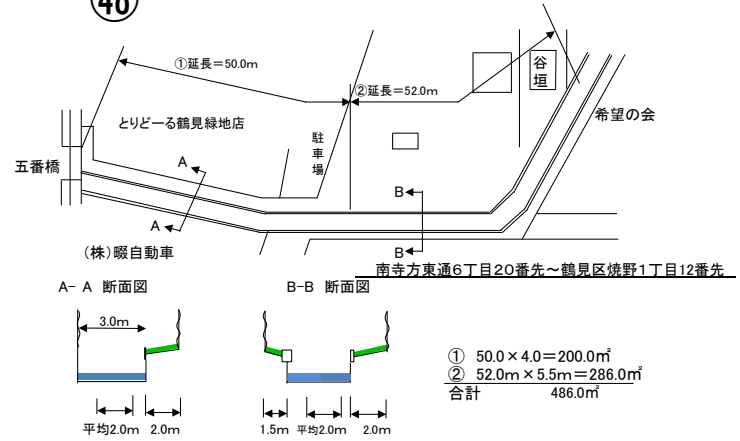 ㊻
①延長=50.0m
②延長=52.0m
谷垣
とりどーる鶴見緑地店
駐車場
希望の会
五番橋
A
A
B
B
(株)畷自動車
南寺方東通6丁目20番先～鶴見区焼野1丁目12番先
A-A 断面図
B-B 断面図
3.0m
① 50.0×4.0=200.0㎡
② 52.0m×5.5m=286.0㎡
合計 486.0㎡
平均2.0m 2.0m
1.5m 平均2.0m 2.0m